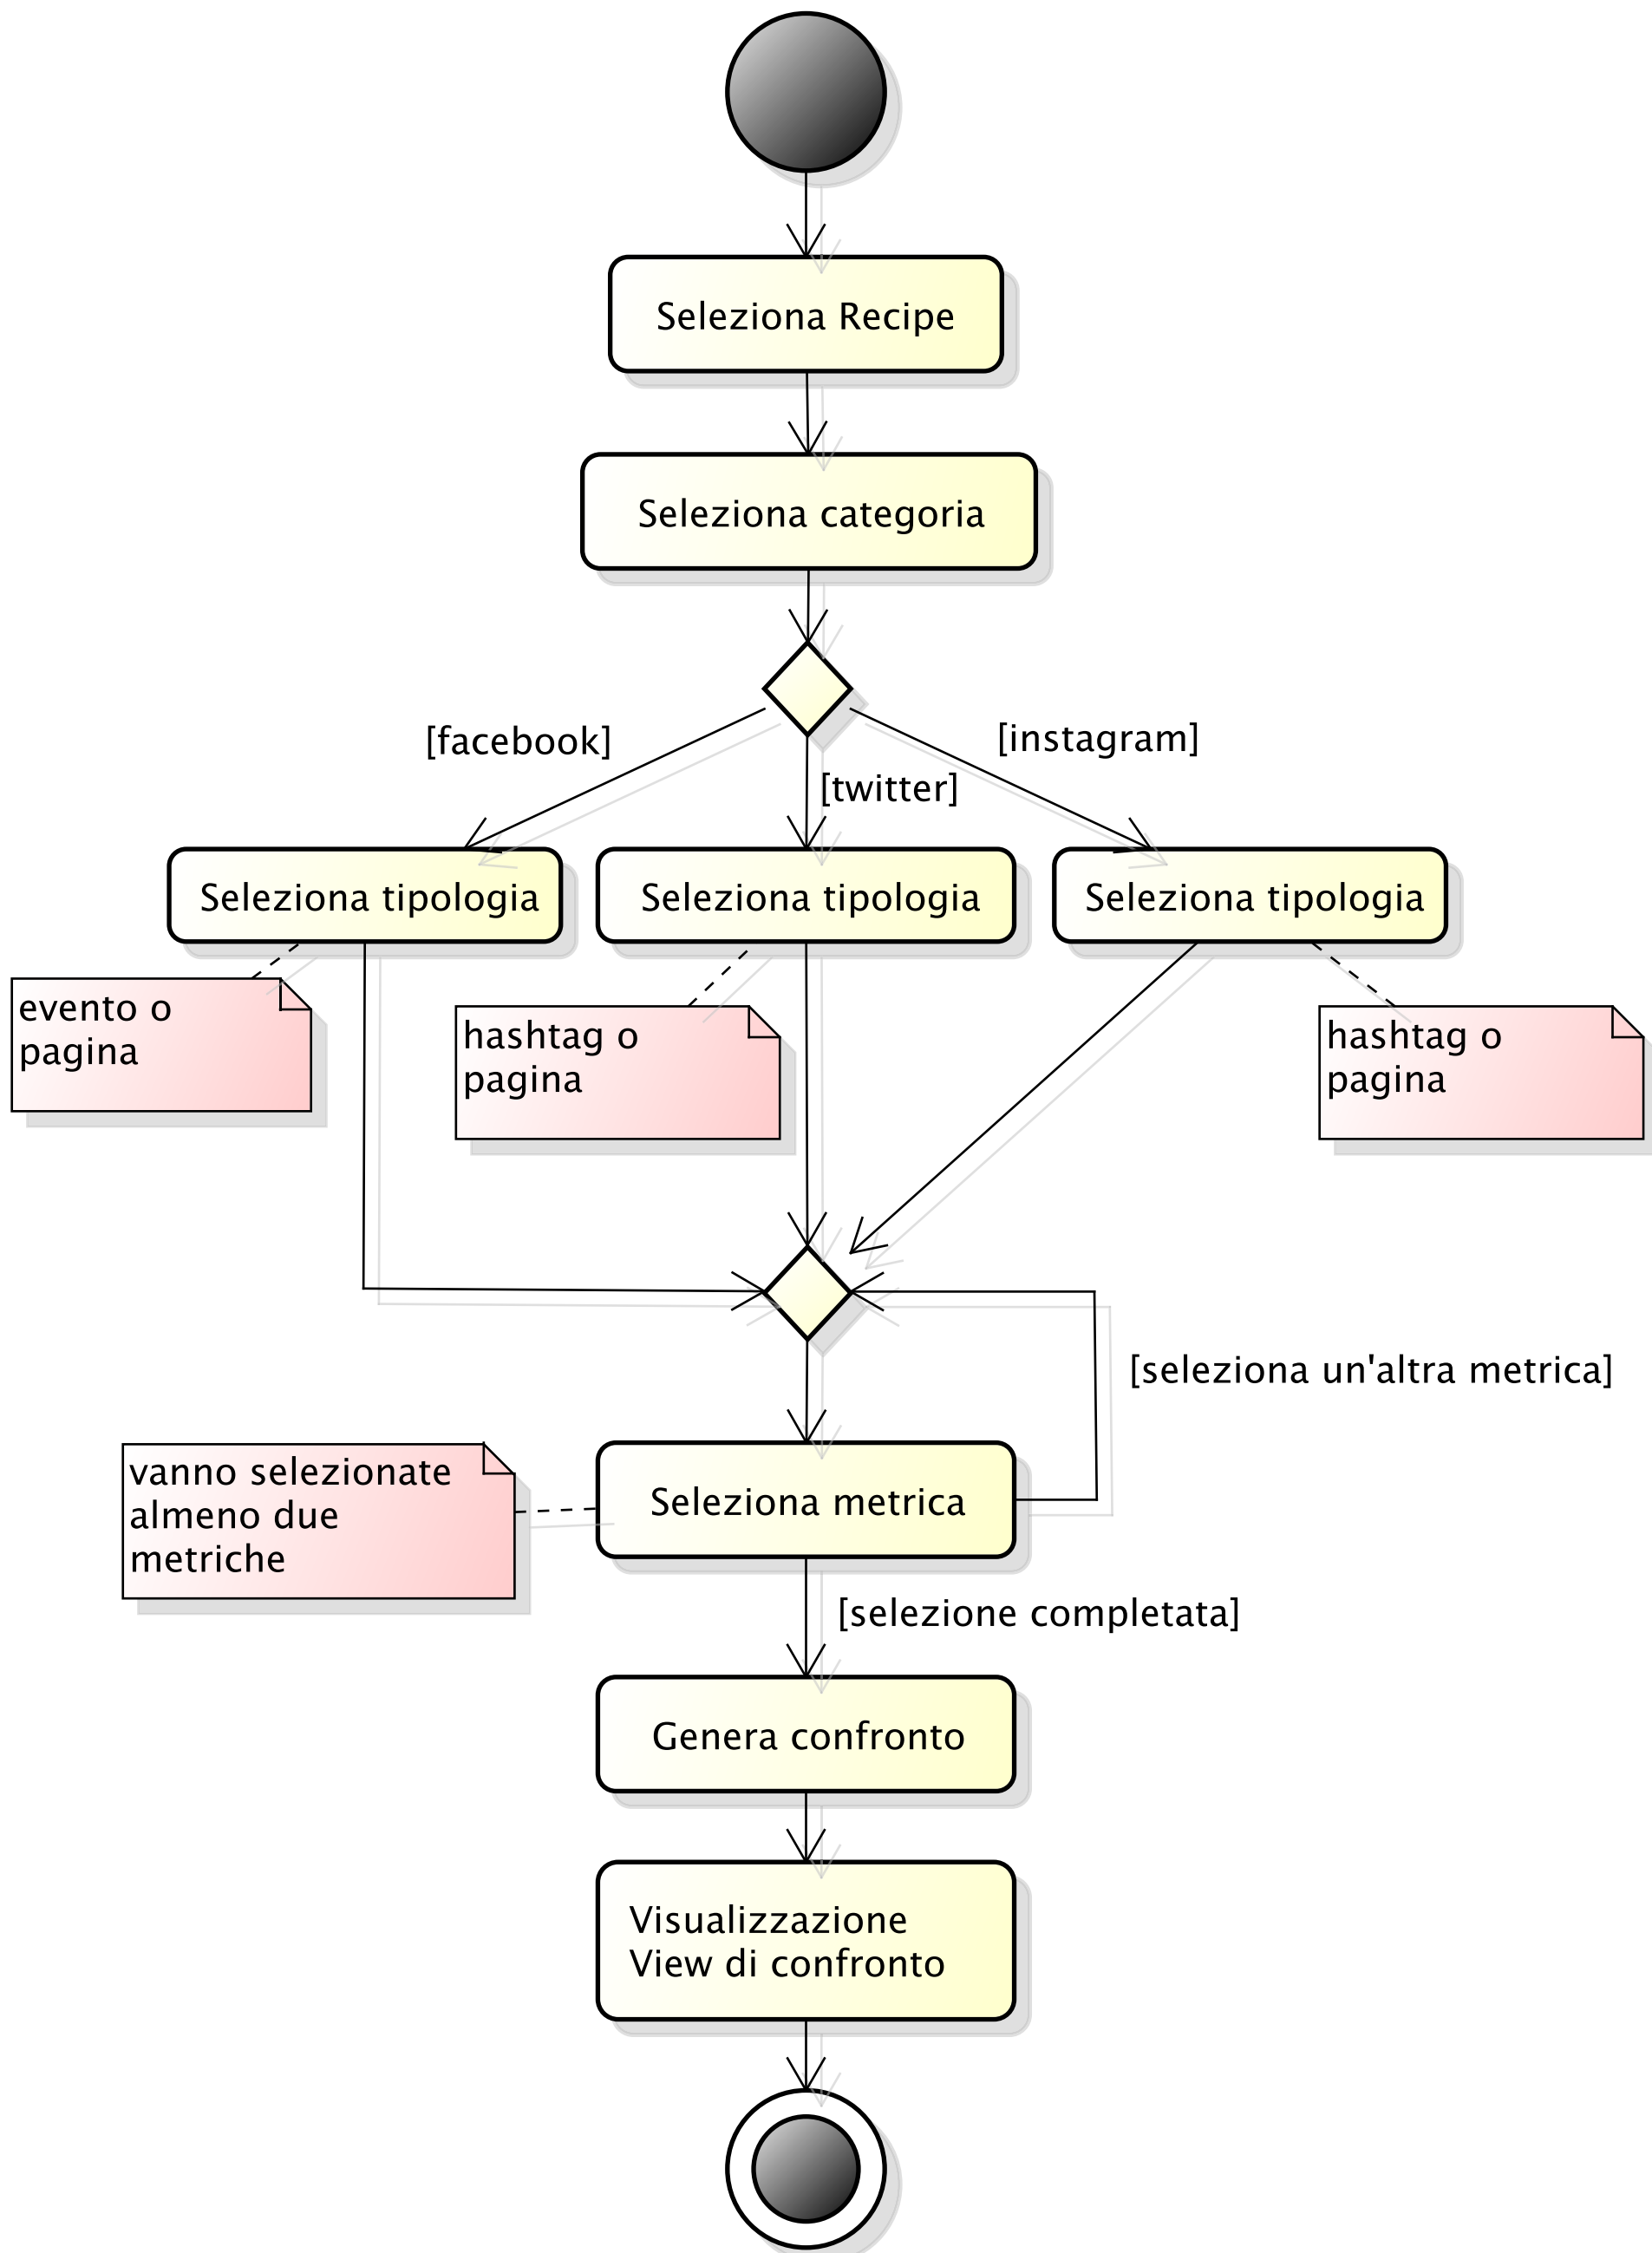 Seleziona Recipe
Seleziona categoria
[facebook]
[instagram]
[twitter]
Seleziona tipologia
Seleziona tipologia
Seleziona tipologia
evento o
pagina
hashtag o
pagina
hashtag o
pagina
[seleziona un'altra metrica]
vanno selezionate
almeno due
metriche
Seleziona metrica
[selezione completata]
Genera confronto
Visualizzazione
View di confronto